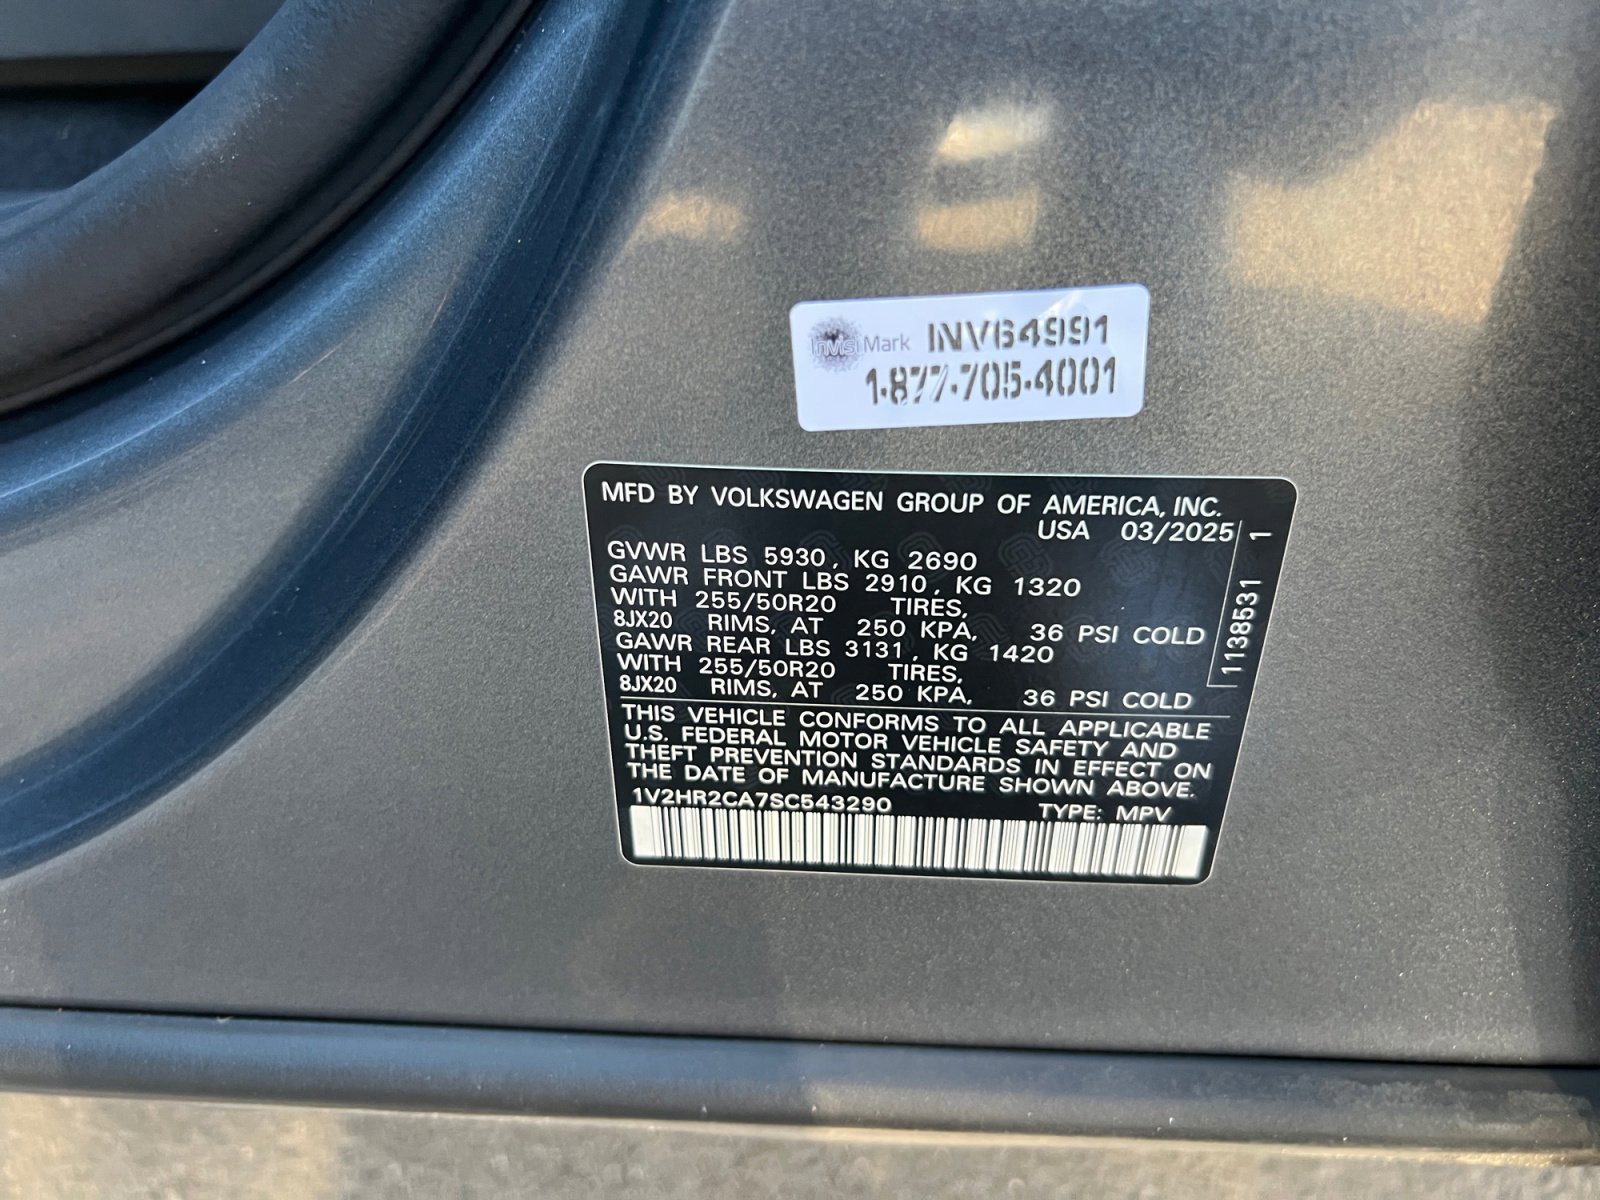 InVisiMark INV64991
1-877-705-4001
MFD BY VOLKSWAGEN GROUP OF AMERICA, INC.
USA 03/2025
GVWR LBS 5930, KG 2690
GAWR FRONT LBS 2910, KG 1320
WITH 255/50R20 TIRES,
8JX20 RIMS, AT 250 KPA, 36 PSI COLD
GAWR REAR LBS 3131, KG 1420
WITH 255/50R20 TIRES,
8JX20 RIMS, AT 250 KPA, 36 PSI COLD
1138531 1
THIS VEHICLE CONFORMS TO ALL APPLICABLE
U.S. FEDERAL MOTOR VEHICLE SAFETY AND
THEFT PREVENTION STANDARDS IN EFFECT ON
THE DATE OF MANUFACTURE SHOWN ABOVE.
1V2HR2CA7SC543290 TYPE: MPV